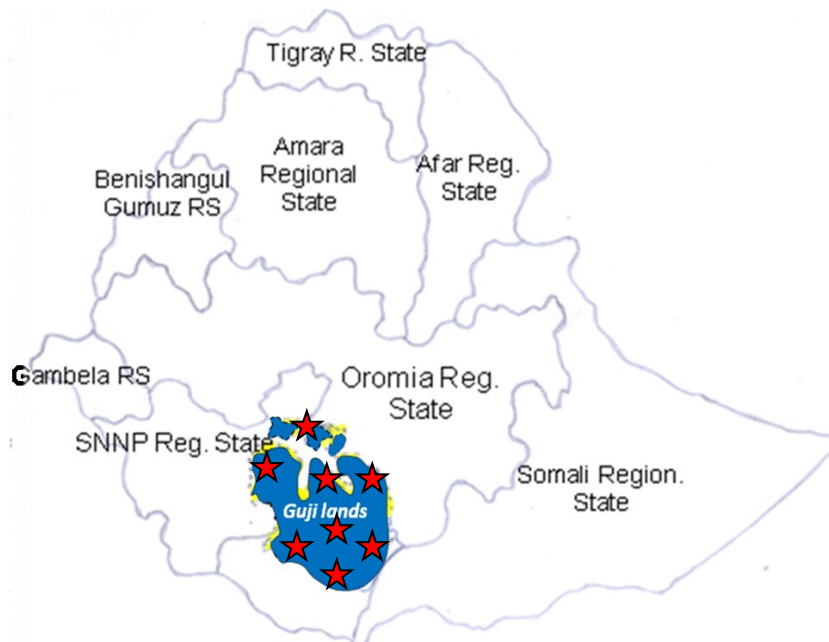 Tigray R. State
Amara
Regional
State
Afar Reg.
State
Benishangul
Gumuz RS
Gambela RS
Oromia Reg.
State
SNNP Reg. State
Somali Region.
State
Guji lands